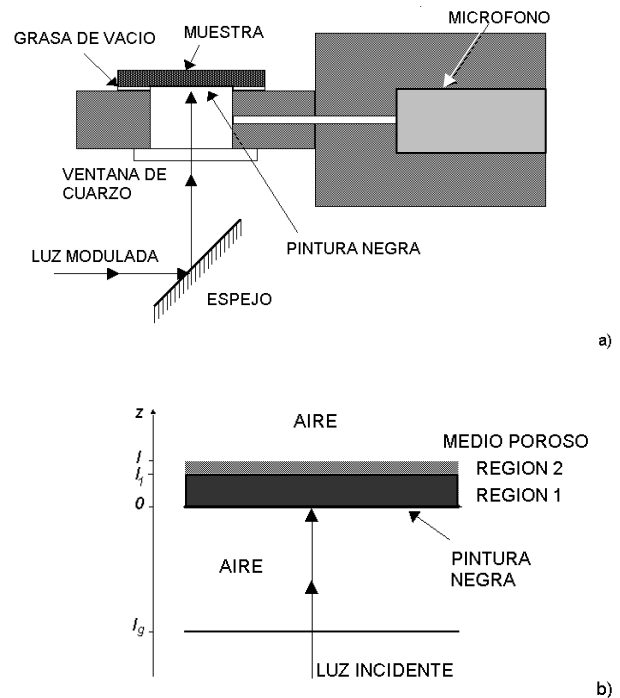 MICROFONO
GRASA DE VACIO
MUESTRA
VENTANA DE
CUARZO
PINTURA NEGRA
LUZ MODULADA
ESPEJO
a)
z
AIRE
MEDIO POROSO
l
REGION 2
l1
REGION 1
0
AIRE
PINTURA
NEGRA
lg
LUZ INCIDENTE
b)